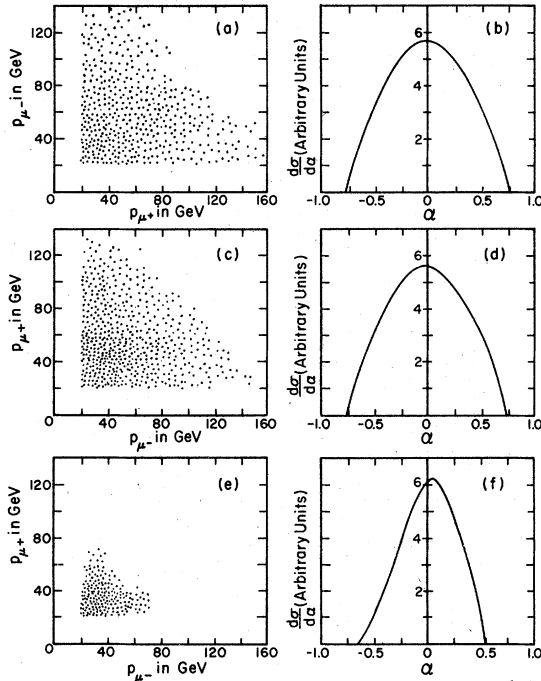 (a)
p_μ- in GeV
120
80
40
20 40 80 120 160
p_μ+ in GeV
(b)
dσ/dα (Arbitrary Units)
6
4
2
-1.0 -0.5 0 0.5 1.0
α
(c)
p_μ+ in GeV
120
80
40
20 40 80 120 160
p_μ- in GeV
(d)
dσ/dα (Arbitrary Units)
6
4
2
-1.0 -0.5 0 0.5 1.0
α
(e)
p_μ+ in GeV
120
80
40
20 40 80 120 160
p_μ- in GeV
(f)
dσ/dα (Arbitrary Units)
6
4
2
-1.0 -0.5 0 0.5 1.0
α